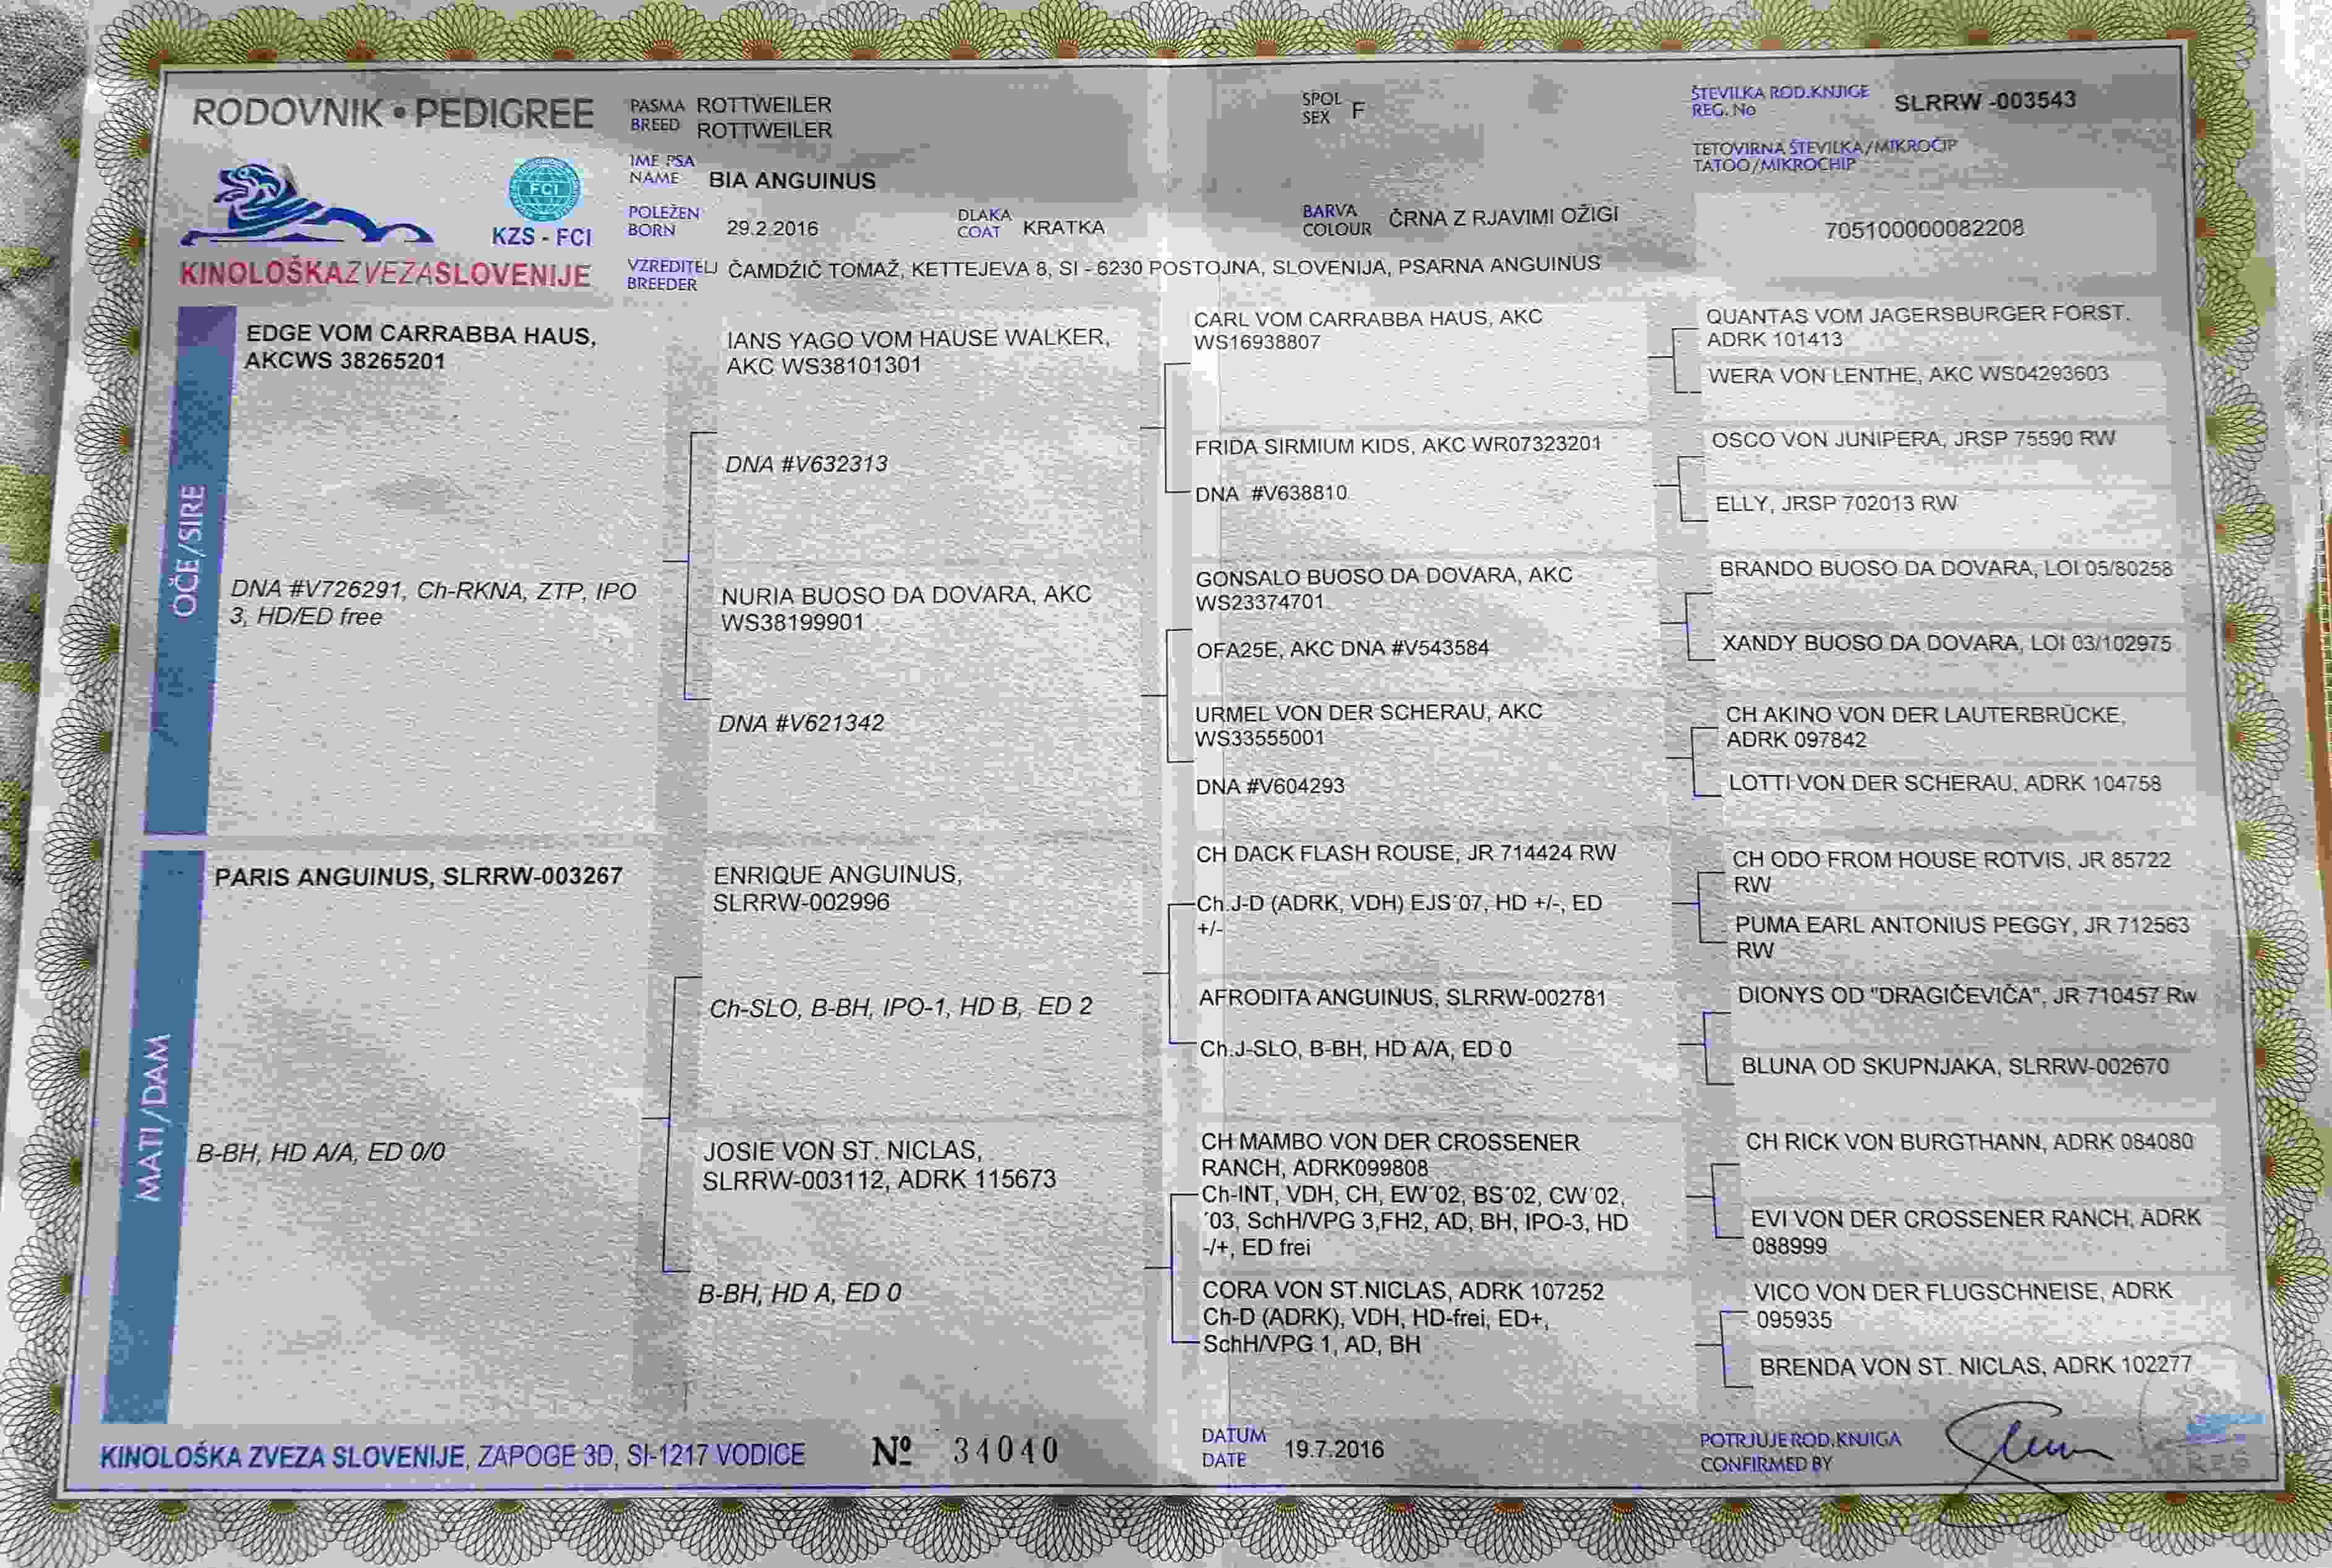 RODOVNIK • PEDIGREE
PASMA ROTTWEILER
BREED ROTTWEILER
SPOL
SEX F
ŠTEVILKA ROD.KNJIGE
REG. No SLRRW -003543
TETOVIRNA ŠTEVILKA/MIKROČIP
TATOO/MIKROCHIP
705100000082208
FCI
KZS - FCI
KINOLOŠKAZVEZASLOVENIJE
IME PSA
NAME BIA ANGUINUS
POLEŽEN
BORN 29.2.2016
DLAKA
COAT KRATKA
BARVA
COLOUR ČRNA Z RJAVIMI OŽIGI
VZREDITELJ
BREEDER ČAMDŽIČ TOMAŽ, KETTEJEVA 8, SI - 6230 POSTOJNA, SLOVENIJA, PSARNA ANGUINUS
OČE/SIRE
EDGE VOM CARRABBA HAUS,
AKCWS 38265201
DNA #V726291, Ch-RKNA, ZTP, IPO
3, HD/ED free
IANS YAGO VOM HAUSE WALKER,
AKC WS38101301
DNA #V632313
NURIA BUOSO DA DOVARA, AKC
WS38199901
DNA #V621342
CARL VOM CARRABBA HAUS, AKC
WS16938807
FRIDA SIRMIUM KIDS, AKC WR07323201
DNA #V638810
GONSALO BUOSO DA DOVARA, AKC
WS23374701
OFA25E, AKC DNA #V543584
URMEL VON DER SCHERAU, AKC
WS33555001
DNA #V604293
QUANTAS VOM JAGERSBURGER FORST,
ADRK 101413
WERA VON LENTHE, AKC WS04293603
OSCO VON JUNIPERA, JRSP 75590 RW
ELLY, JRSP 702013 RW
BRANDO BUOSO DA DOVARA, LOI 05/80258
XANDY BUOSO DA DOVARA, LOI 03/102975
CH AKINO VON DER LAUTERBRÜCKE,
ADRK 097842
LOTTI VON DER SCHERAU, ADRK 104758
MATI/DAM
PARIS ANGUINUS, SLRRW-003267
B-BH, HD A/A, ED 0/0
ENRIQUE ANGUINUS,
SLRRW-002996
Ch-SLO, B-BH, IPO-1, HD B, ED 2
JOSIE VON ST. NICLAS,
SLRRW-003112, ADRK 115673
B-BH, HD A, ED 0
CH DACK FLASH ROUSE, JR 714424 RW
Ch.J-D (ADRK, VDH) EJS´07, HD +/-, ED
+/-
AFRODITA ANGUINUS, SLRRW-002781
Ch.J-SLO, B-BH, HD A/A, ED 0
CH MAMBO VON DER CROSSENER
RANCH, ADRK099808
Ch-INT, VDH, CH, EW´02, BS´02, CW´02,
´03, SchH/VPG 3,FH2, AD, BH, IPO-3, HD
-/+, ED frei
CORA VON ST.NICLAS, ADRK 107252
Ch-D (ADRK), VDH, HD-frei, ED+,
SchH/VPG 1, AD, BH
CH ODO FROM HOUSE ROTVIS, JR 85722
RW
PUMA EARL ANTONIUS PEGGY, JR 712563
RW
DIONYS OD "DRAGIČEVIČA", JR 710457 Rw
BLUNA OD SKUPNJAKA, SLRRW-002670
CH RICK VON BURGTHANN, ADRK 084080
EVI VON DER CROSSENER RANCH, ADRK
088999
VICO VON DER FLUGSCHNEISE, ADRK
095935
BRENDA VON ST. NICLAS, ADRK 102277
KINOLOŠKA ZVEZA SLOVENIJE, ZAPOGE 3D, SI-1217 VODICE
Nº 34040
DATUM
DATE 19.7.2016
POTRJUJE ROD.KNJIGA
CONFIRMED BY